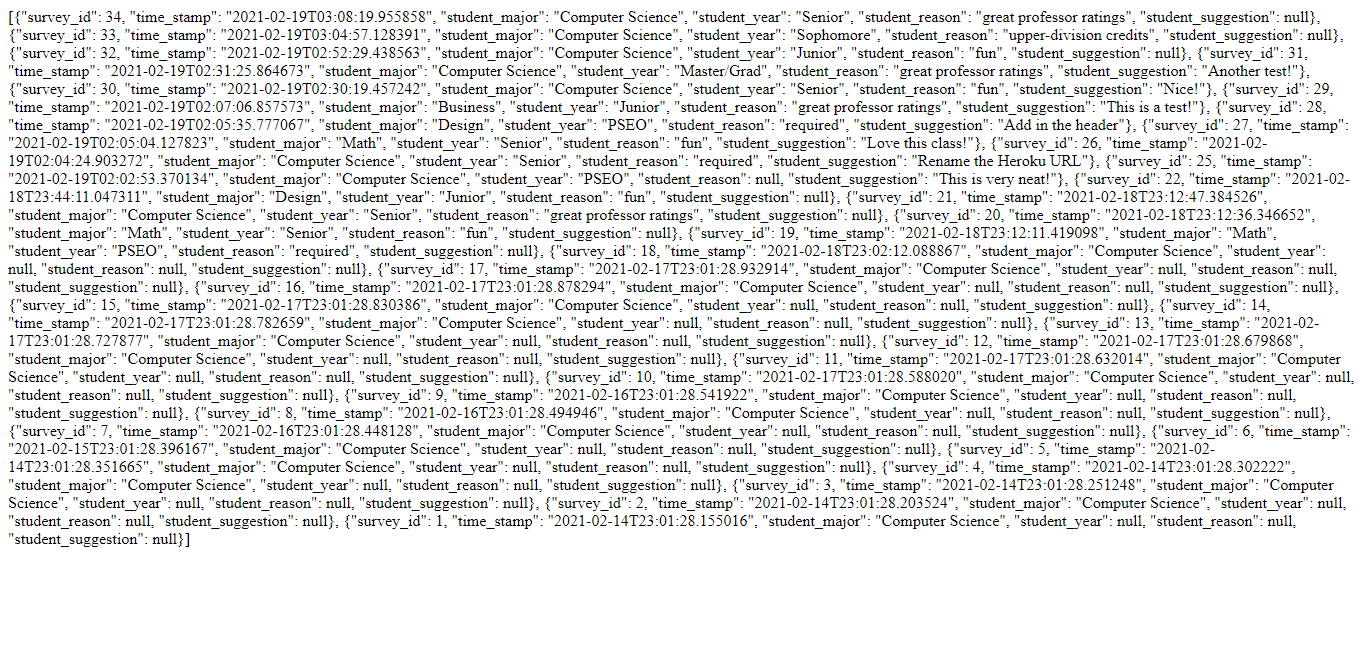 [{"survey_id": 34, "time_stamp": "2021-02-19T03:08:19.955858", "student_major": "Computer Science", "student_year": "Senior", "student_reason": "great professor ratings", "student_suggestion": null},
{"survey_id": 33, "time_stamp": "2021-02-19T03:04:57.128391", "student_major": "Computer Science", "student_year": "Sophomore", "student_reason": "upper-division credits", "student_suggestion": null},
{"survey_id": 32, "time_stamp": "2021-02-19T02:52:29.438563", "student_major": "Computer Science", "student_year": "Junior", "student_reason": "fun", "student_suggestion": null}, {"survey_id": 31,
"time_stamp": "2021-02-19T02:31:25.864673", "student_major": "Computer Science", "student_year": "Master/Grad", "student_reason": "great professor ratings", "student_suggestion": "Another test!"},
{"survey_id": 30, "time_stamp": "2021-02-19T02:30:19.457242", "student_major": "Computer Science", "student_year": "Senior", "student_reason": "fun", "student_suggestion": "Nice!"}, {"survey_id": 29,
"time_stamp": "2021-02-19T02:07:06.857573", "student_major": "Business", "student_year": "Junior", "student_reason": "great professor ratings", "student_suggestion": "This is a test!"}, {"survey_id": 28,
"time_stamp": "2021-02-19T02:05:35.777067", "student_major": "Design", "student_year": "PSEO", "student_reason": "required", "student_suggestion": "Add in the header"}, {"survey_id": 27, "time_stamp":
"2021-02-19T02:05:04.127823", "student_major": "Math", "student_year": "Senior", "student_reason": "fun", "student_suggestion": "Love this class!"}, {"survey_id": 26, "time_stamp": "2021-02-
19T02:04:24.903272", "student_major": "Computer Science", "student_year": "Senior", "student_reason": "required", "student_suggestion": "Rename the Heroku URL"}, {"survey_id": 25, "time_stamp":
"2021-02-19T02:02:53.370134", "student_major": "Computer Science", "student_year": "PSEO", "student_reason": null, "student_suggestion": "This is very neat!"}, {"survey_id": 22, "time_stamp": "2021-02-
18T23:44:11.047311", "student_major": "Design", "student_year": "Junior", "student_reason": "fun", "student_suggestion": null}, {"survey_id": 21, "time_stamp": "2021-02-18T23:12:47.384526",
"student_major": "Computer Science", "student_year": "Senior", "student_reason": "great professor ratings", "student_suggestion": null}, {"survey_id": 20, "time_stamp": "2021-02-18T23:12:36.346652",
"student_major": "Math", "student_year": "Senior", "student_reason": "fun", "student_suggestion": null}, {"survey_id": 19, "time_stamp": "2021-02-18T23:12:11.419098", "student_major": "Math",
"student_year": "PSEO", "student_reason": "required", "student_suggestion": null}, {"survey_id": 18, "time_stamp": "2021-02-18T23:02:12.088867", "student_major": "Computer Science", "student_year":
null, "student_reason": null, "student_suggestion": null}, {"survey_id": 17, "time_stamp": "2021-02-17T23:01:28.932914", "student_major": "Computer Science", "student_year": null, "student_reason": null,
"student_suggestion": null}, {"survey_id": 16, "time_stamp": "2021-02-17T23:01:28.878294", "student_major": "Computer Science", "student_year": null, "student_reason": null, "student_suggestion": null},
{"survey_id": 15, "time_stamp": "2021-02-17T23:01:28.830386", "student_major": "Computer Science", "student_year": null, "student_reason": null, "student_suggestion": null}, {"survey_id": 14,
"time_stamp": "2021-02-17T23:01:28.782659", "student_major": "Computer Science", "student_year": null, "student_reason": null, "student_suggestion": null}, {"survey_id": 13, "time_stamp": "2021-02-
17T23:01:28.727877", "student_major": "Computer Science", "student_year": null, "student_reason": null, "student_suggestion": null}, {"survey_id": 12, "time_stamp": "2021-02-17T23:01:28.679868",
"student_major": "Computer Science", "student_year": null, "student_reason": null, "student_suggestion": null}, {"survey_id": 11, "time_stamp": "2021-02-17T23:01:28.632014", "student_major": "Computer
Science", "student_year": null, "student_reason": null, "student_suggestion": null}, {"survey_id": 10, "time_stamp": "2021-02-17T23:01:28.588020", "student_major": "Computer Science", "student_year": null,
"student_reason": null, "student_suggestion": null}, {"survey_id": 9, "time_stamp": "2021-02-16T23:01:28.541922", "student_major": "Computer Science", "student_year": null, "student_reason": null,
"student_suggestion": null}, {"survey_id": 8, "time_stamp": "2021-02-16T23:01:28.494946", "student_major": "Computer Science", "student_year": null, "student_reason": null, "student_suggestion": null},
{"survey_id": 7, "time_stamp": "2021-02-16T23:01:28.448128", "student_major": "Computer Science", "student_year": null, "student_reason": null, "student_suggestion": null}, {"survey_id": 6, "time_stamp":
"2021-02-15T23:01:28.396167", "student_major": "Computer Science", "student_year": null, "student_reason": null, "student_suggestion": null}, {"survey_id": 5, "time_stamp": "2021-02-
14T23:01:28.351665", "student_major": "Computer Science", "student_year": null, "student_reason": null, "student_suggestion": null}, {"survey_id": 4, "time_stamp": "2021-02-14T23:01:28.302222",
"student_major": "Computer Science", "student_year": null, "student_reason": null, "student_suggestion": null}, {"survey_id": 3, "time_stamp": "2021-02-14T23:01:28.251248", "student_major": "Computer
Science", "student_year": null, "student_reason": null, "student_suggestion": null}, {"survey_id": 2, "time_stamp": "2021-02-14T23:01:28.203524", "student_major": "Computer Science", "student_year": null,
"student_reason": null, "student_suggestion": null}, {"survey_id": 1, "time_stamp": "2021-02-14T23:01:28.155016", "student_major": "Computer Science", "student_year": null, "student_reason": null,
"student_suggestion": null}]